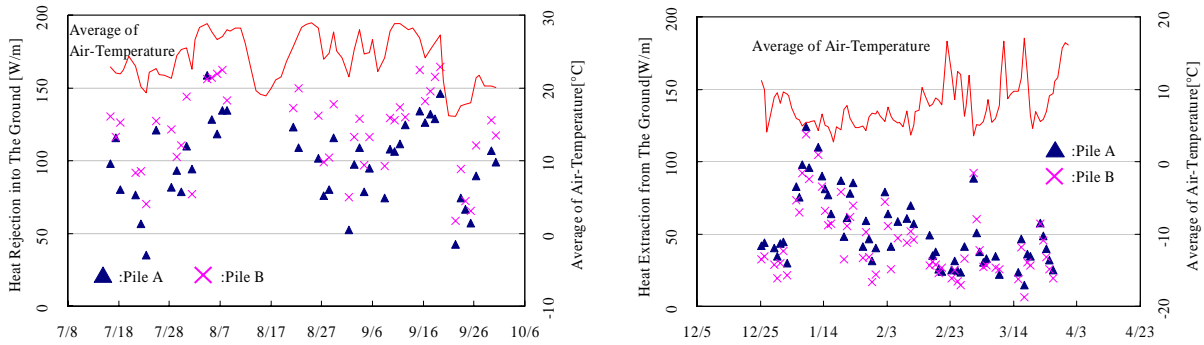 Heat Rejection into The Ground [W/m]
200
150
100
50
0
Average of
Air-Temperature
:Pile A
:Pile B
30
20
10
0
-10
Average of Air-Temperature[°C]
7/8 7/18 7/28 8/7 8/17 8/27 9/6 9/16 9/26 10/6
Heat Extraction from The Ground[W/m]
200
150
100
50
0
Average of Air-Temperature
:Pile A
:Pile B
20
10
0
-10
-20
Average of Air-Temperature[°C]
12/5 12/25 1/14 2/3 2/23 3/14 4/3 4/23